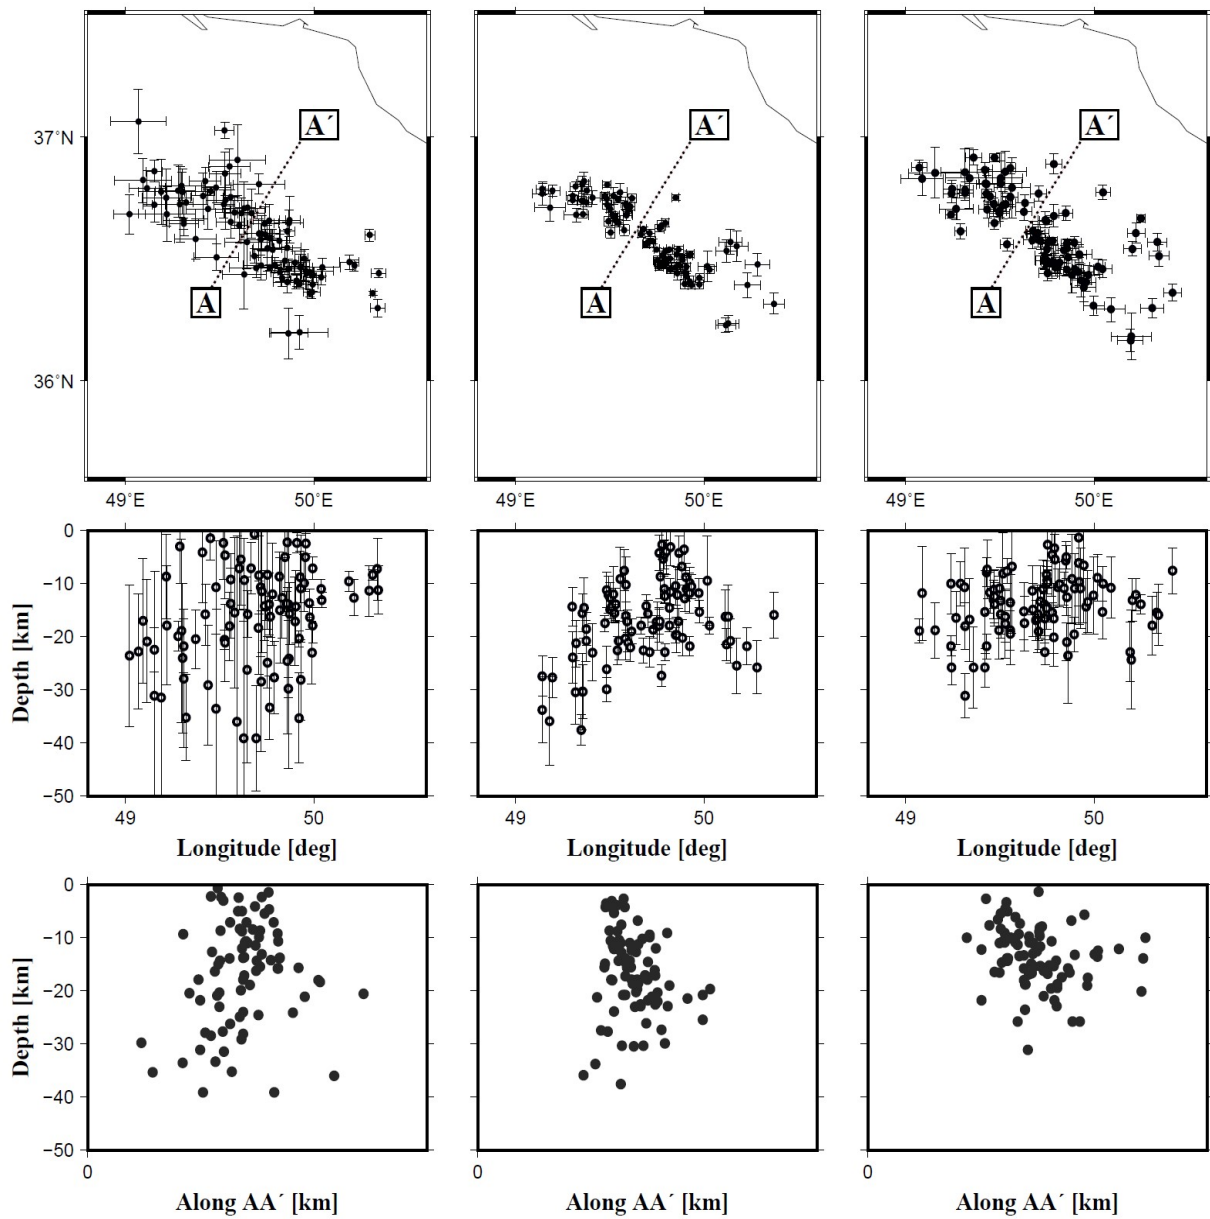 A´ A´ A´
37˚N
A A A
36˚N
49˚E 50˚E 49˚E 50˚E 49˚E 50˚E
0
−10
−20
−30
−40
−50
Depth [km]
49 50 49 50 49 50
Longitude [deg] Longitude [deg] Longitude [deg]
0
−10
−20
−30
−40
−50
Depth [km]
0 0 0
Along AA´ [km] Along AA´ [km] Along AA´ [km]